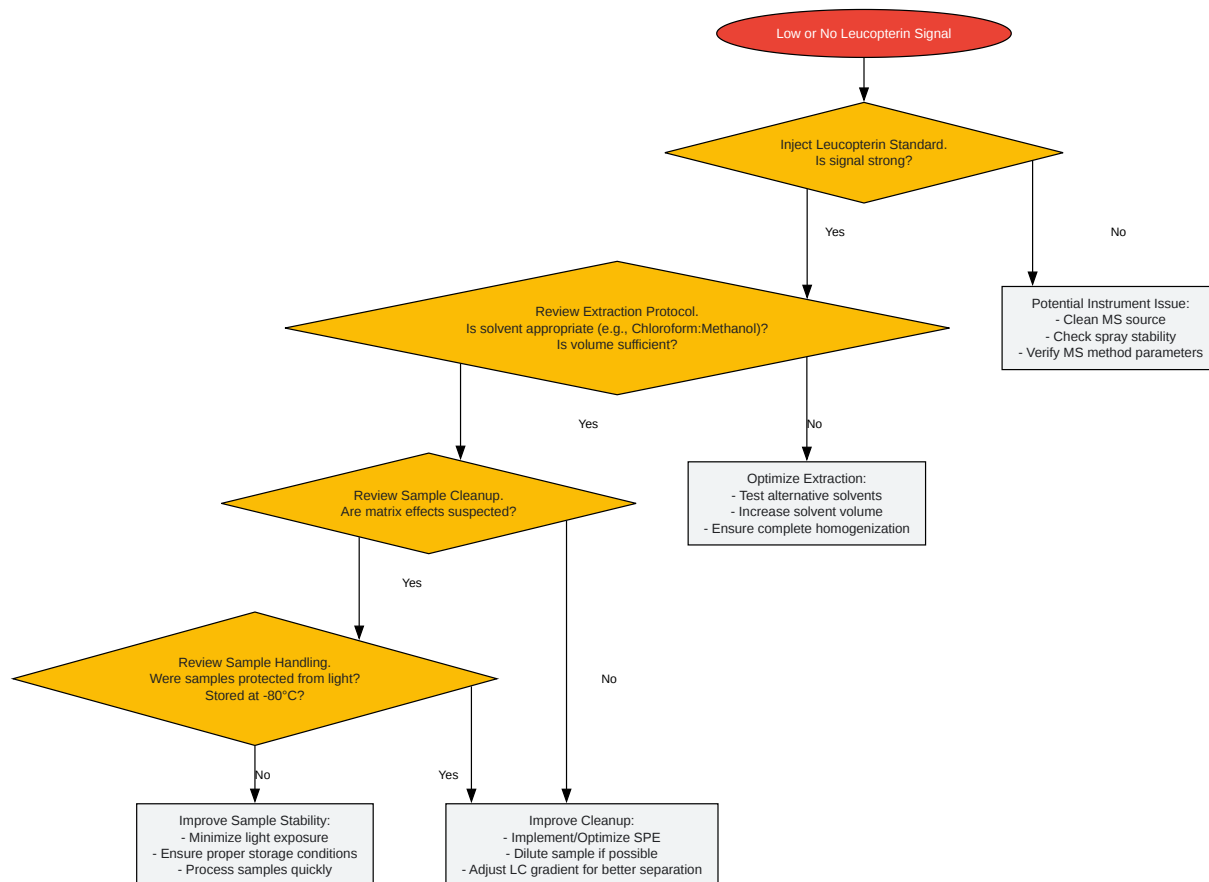 Low or No Leucopterin Signal
Inject Leucopterin Standard.
Is signal strong?
Yes
No
Review Extraction Protocol.
Is solvent appropriate (e.g., Chloroform:Methanol)?
Is volume sufficient?
Potential Instrument Issue:
- Clean MS source
- Check spray stability
- Verify MS method parameters
Yes
No
Review Sample Cleanup.
Are matrix effects suspected?
Optimize Extraction:
- Test alternative solvents
- Increase solvent volume
- Ensure complete homogenization
Yes
No
Review Sample Handling.
Were samples protected from light?
Stored at -80°C?
No
Yes
Improve Sample Stability:
- Minimize light exposure
- Ensure proper storage conditions
- Process samples quickly
Improve Cleanup:
- Implement/Optimize SPE
- Dilute sample if possible
- Adjust LC gradient for better separation